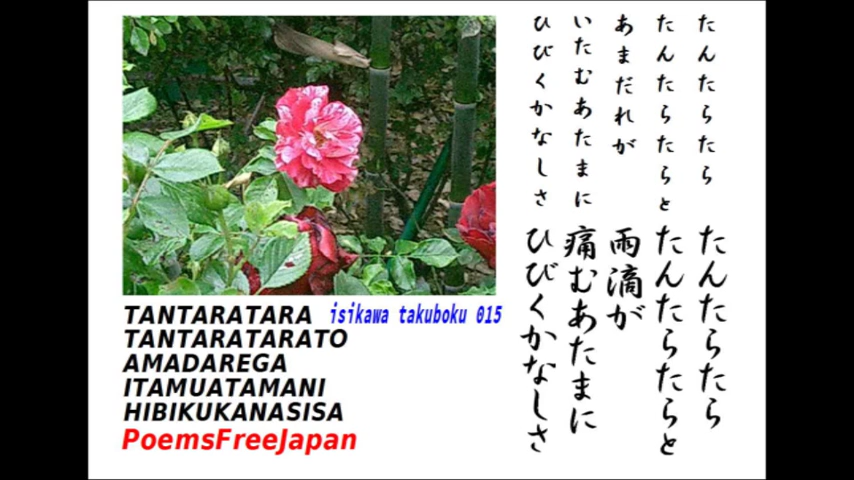 たんたらたら
たんたらたらと
あまだれが
いたむあたまに
ひびくかなしさ
たんたらたら
たんたらたらと
雨滴が
痛むあたまに
ひびくかなしさ
TANTARATARA
isikawa takuboku 015
TANTARATARATO
AMADAREGA
ITAMUATAMANI
HIBIKUKANASISA
PoemsFreeJapan